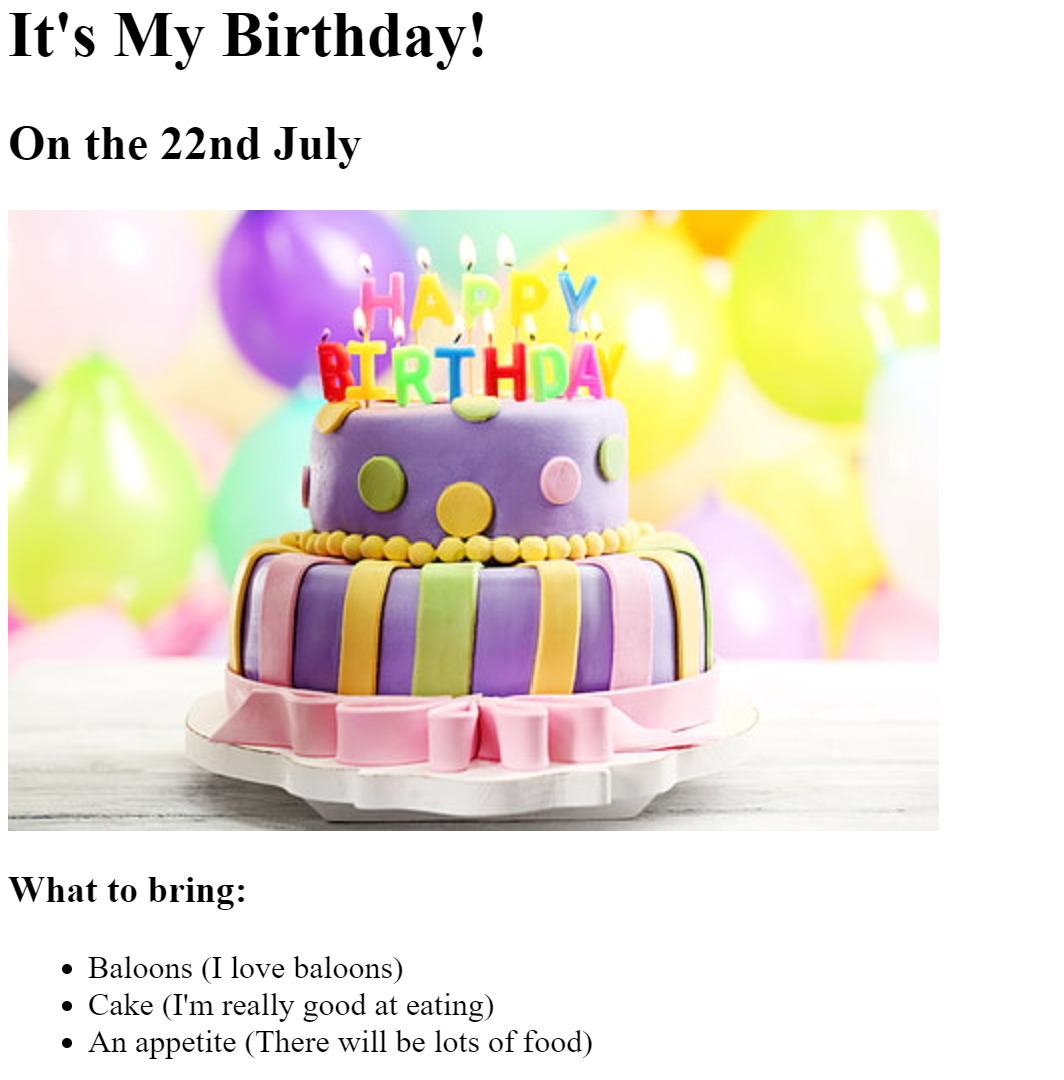 It's My Birthday!
On the 22nd July
HAPPY
BIRTHDAY
What to bring:
Baloons (I love baloons)
Cake (I'm really good at eating)
An appetite (There will be lots of food)